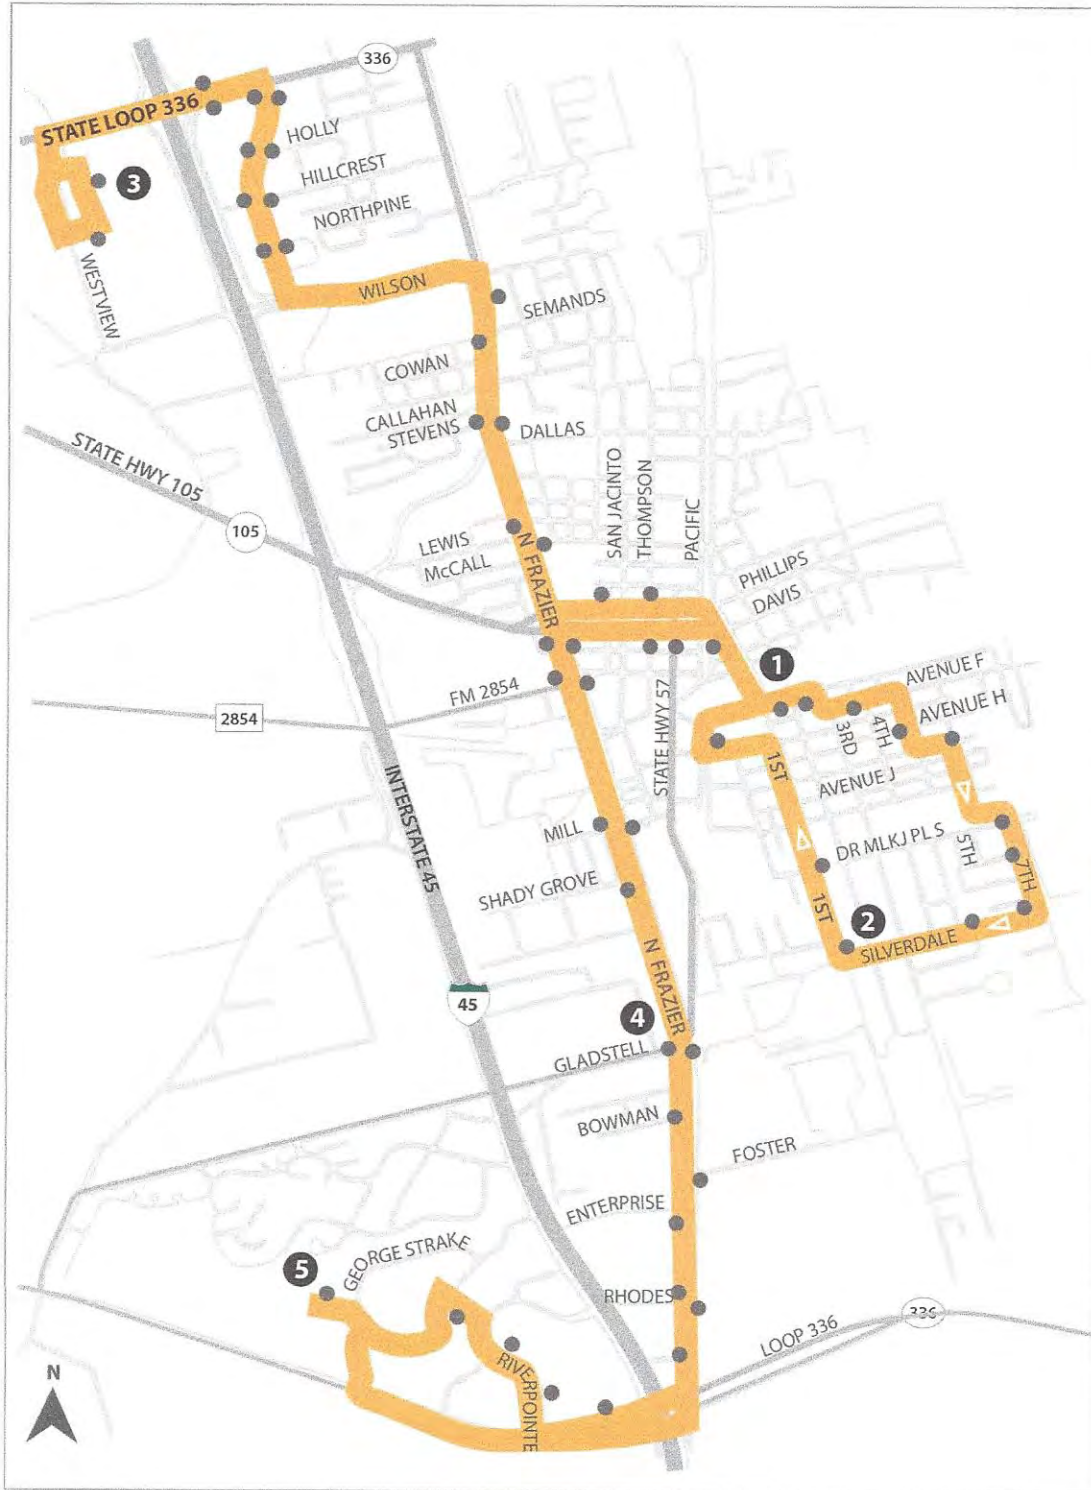 336
STATE LOOP 336
HOLLY
HILLCREST
3
NORTHPINE
WESTVIEW
WILSON
SEMANDS
COWAN
CALLAHAN
STEVENS
DALLAS
STATE HWY 105
105
LEWIS
McCALL
N FRAZIER
SAN JACINTO
THOMPSON
PACIFIC
PHILLIPS
DAVIS
1
AVENUE F
FM 2854
2854
STATE HWY 57
3RD
4TH
AVENUE H
1ST
AVENUE J
INTERSTATE 45
MILL
DR MLKJ PL S
5TH
7TH
SHADY GROVE
1ST
2
SILVERDALE
N FRAZIER
45
4
GLADSTELL
BOWMAN
FOSTER
ENTERPRISE
5
GEORGE STRAKE
RHODES
336
LOOP 336
RIVERPOINTE
N